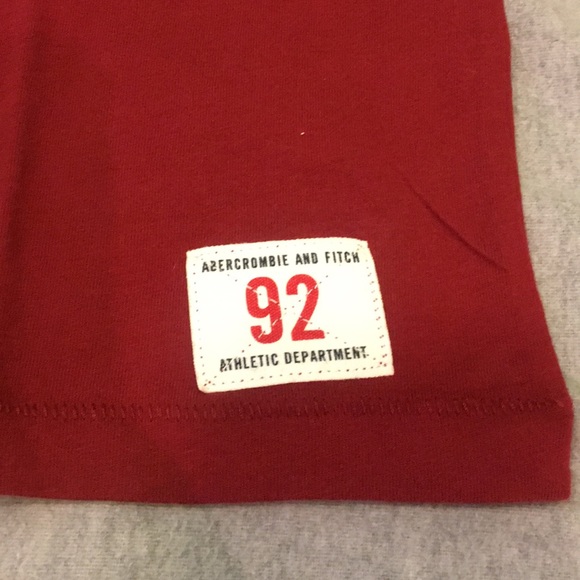 ABERCROMBIE AND FITCH
92
ATHLETIC DEPARTMENT